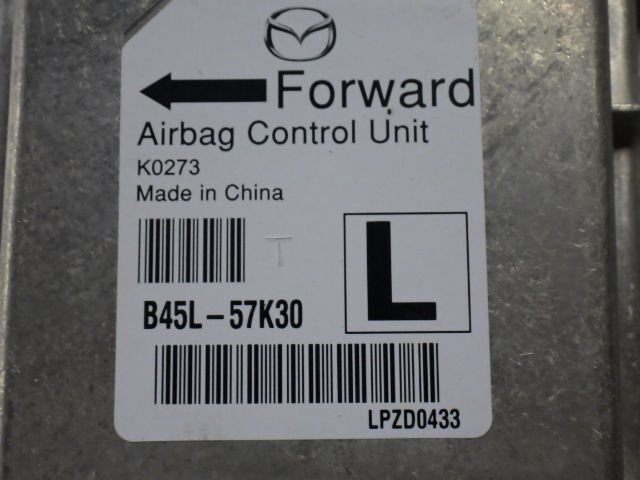 Forward
Airbag Control Unit
K0273
Made in China
T
L
B45L-57K30
LPZD0433